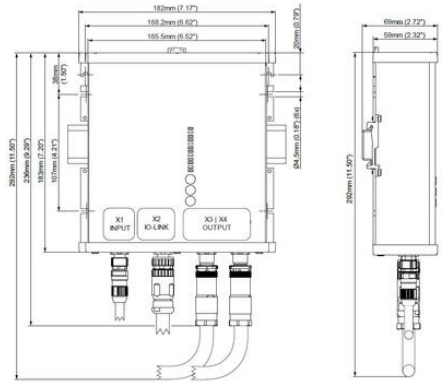 182mm (7.17")
168.2mm (6.62")
165.5mm (6.52")
20mm (0.79")
38mm
(1.50")
Ø4.5mm (0.18") (6x)
107mm (4.21")
183mm (7.20")
236mm (9.29")
292mm (11.50")
X1
INPUT
X2
IO-LINK
X3 | X4
OUTPUT
69mm (2.72")
59mm (2.32")
292mm (11.50")